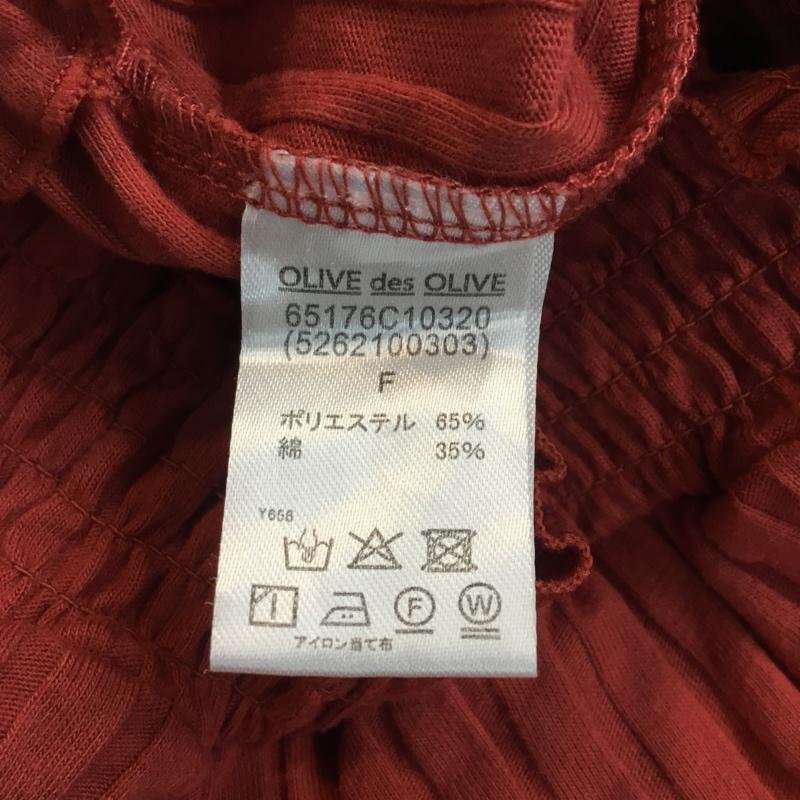 OLIVE des OLIVE
65176C10320
(5262100303)
F
ポリエステル 65%
綿 35%
Y656
F W
アイロン当て布